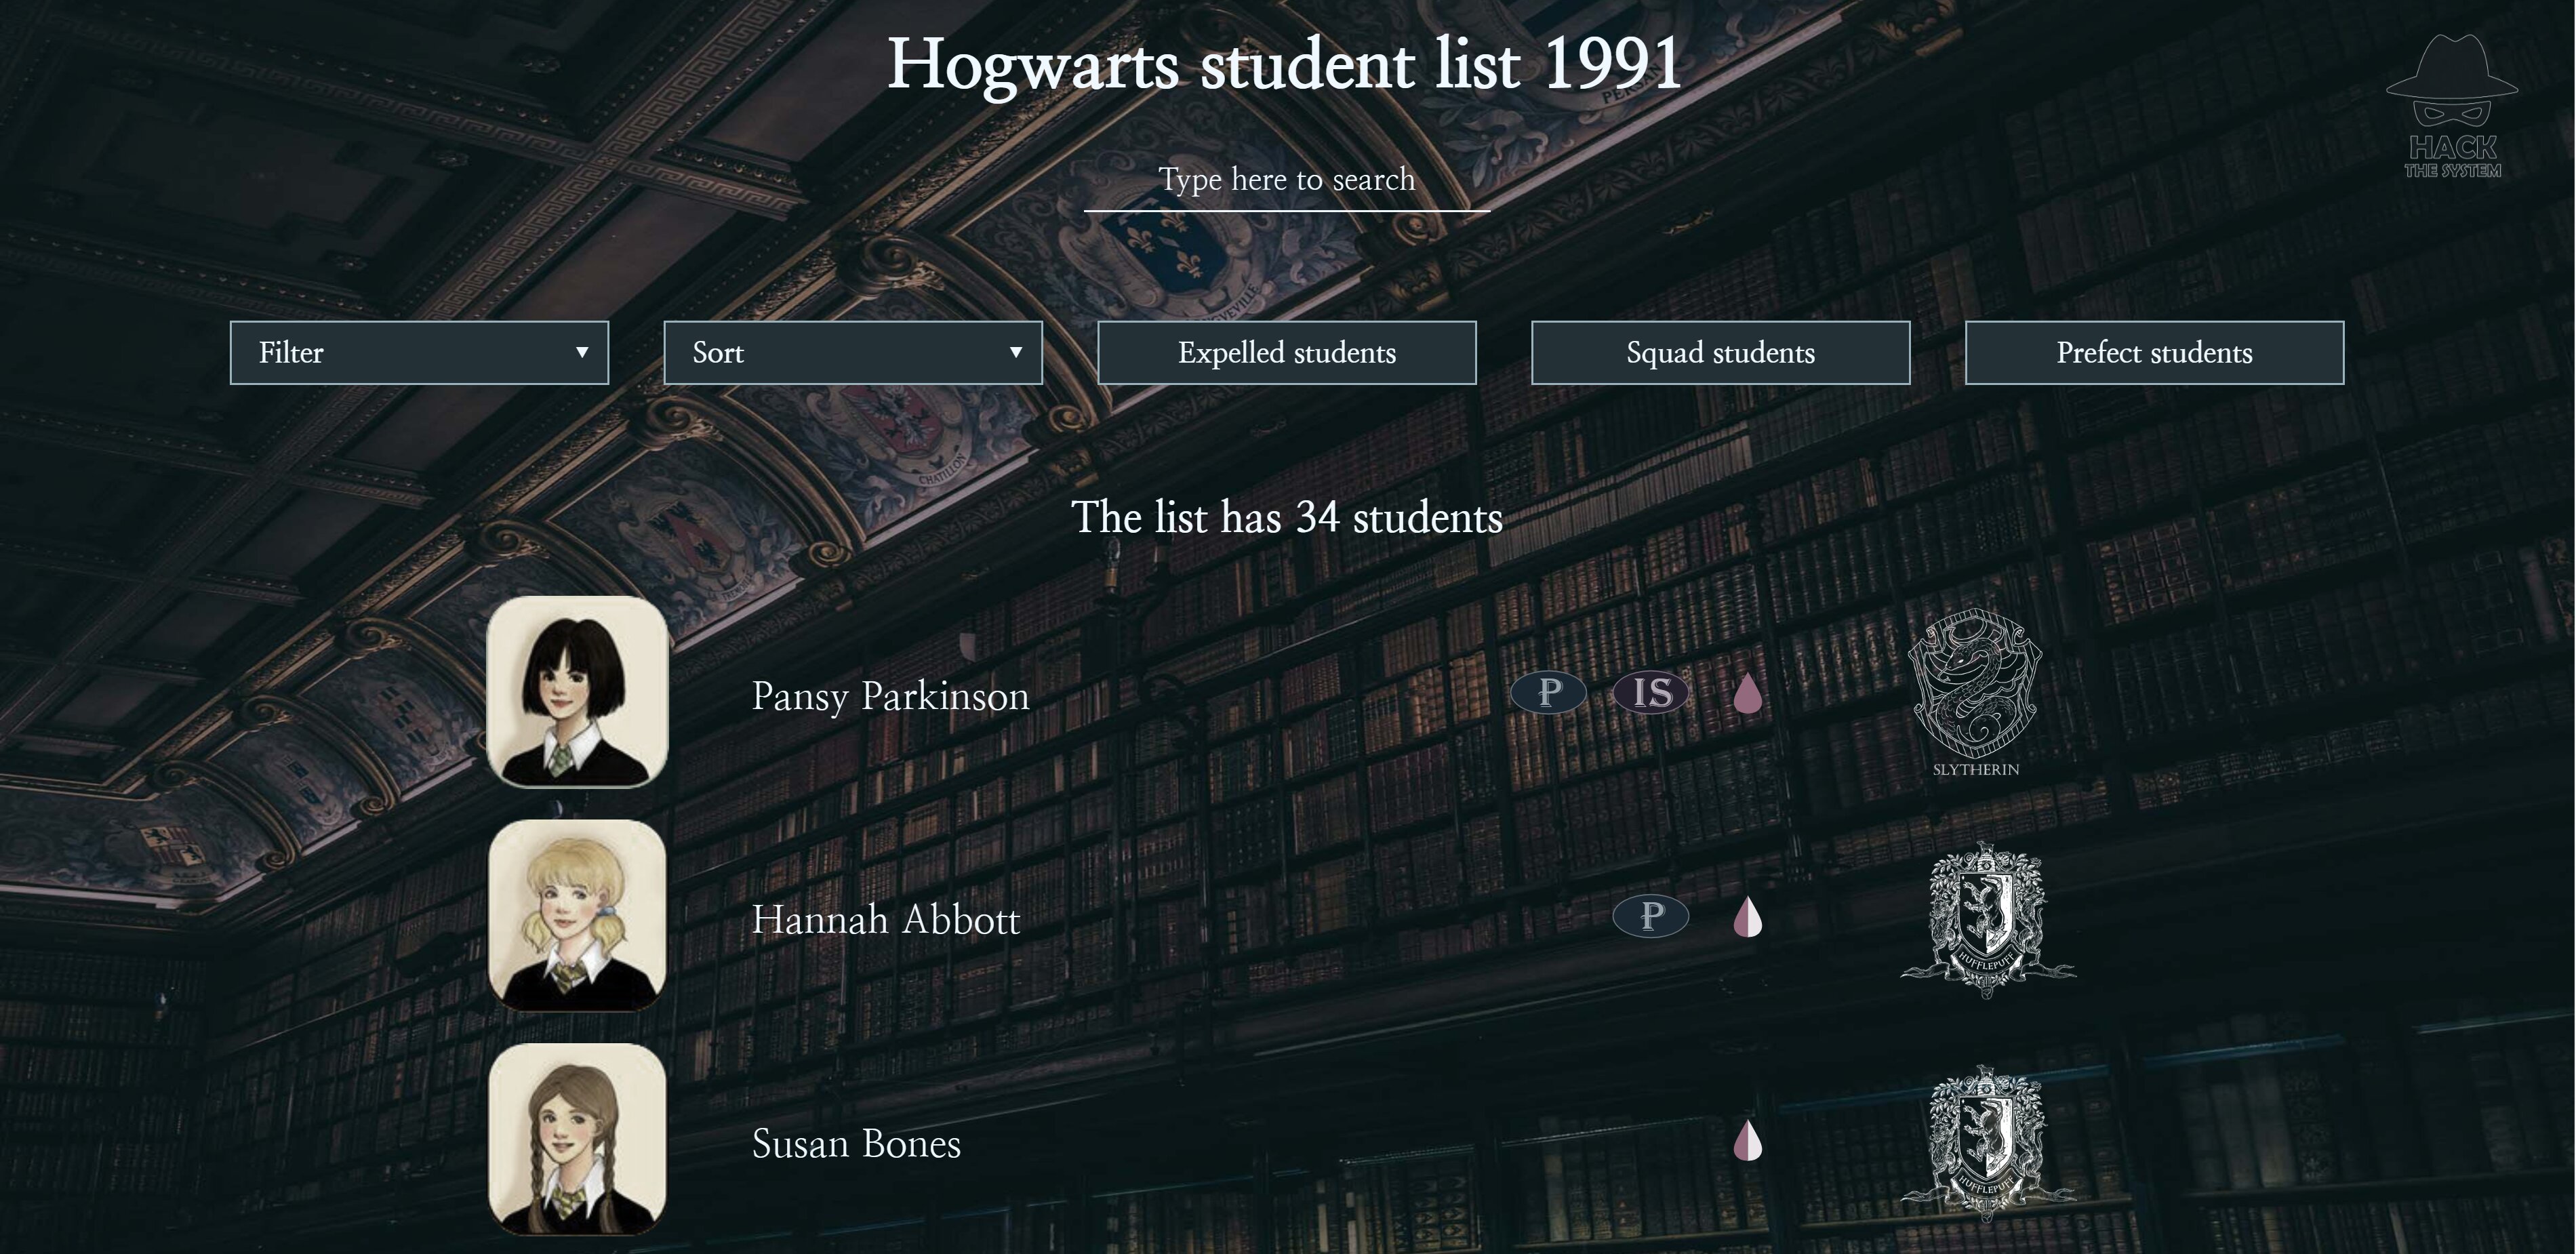 Hogwarts student list 1991
HACK
THE SYSTEM
Type here to search
Filter
Sort
Expelled students
Squad students
Prefect students
CHATILLON
The list has 34 students
Pansy Parkinson
P
IS
SLYTHERIN
Hannah Abbott
P
HUFFLEPUFF
Susan Bones
HUFFLEPUFF